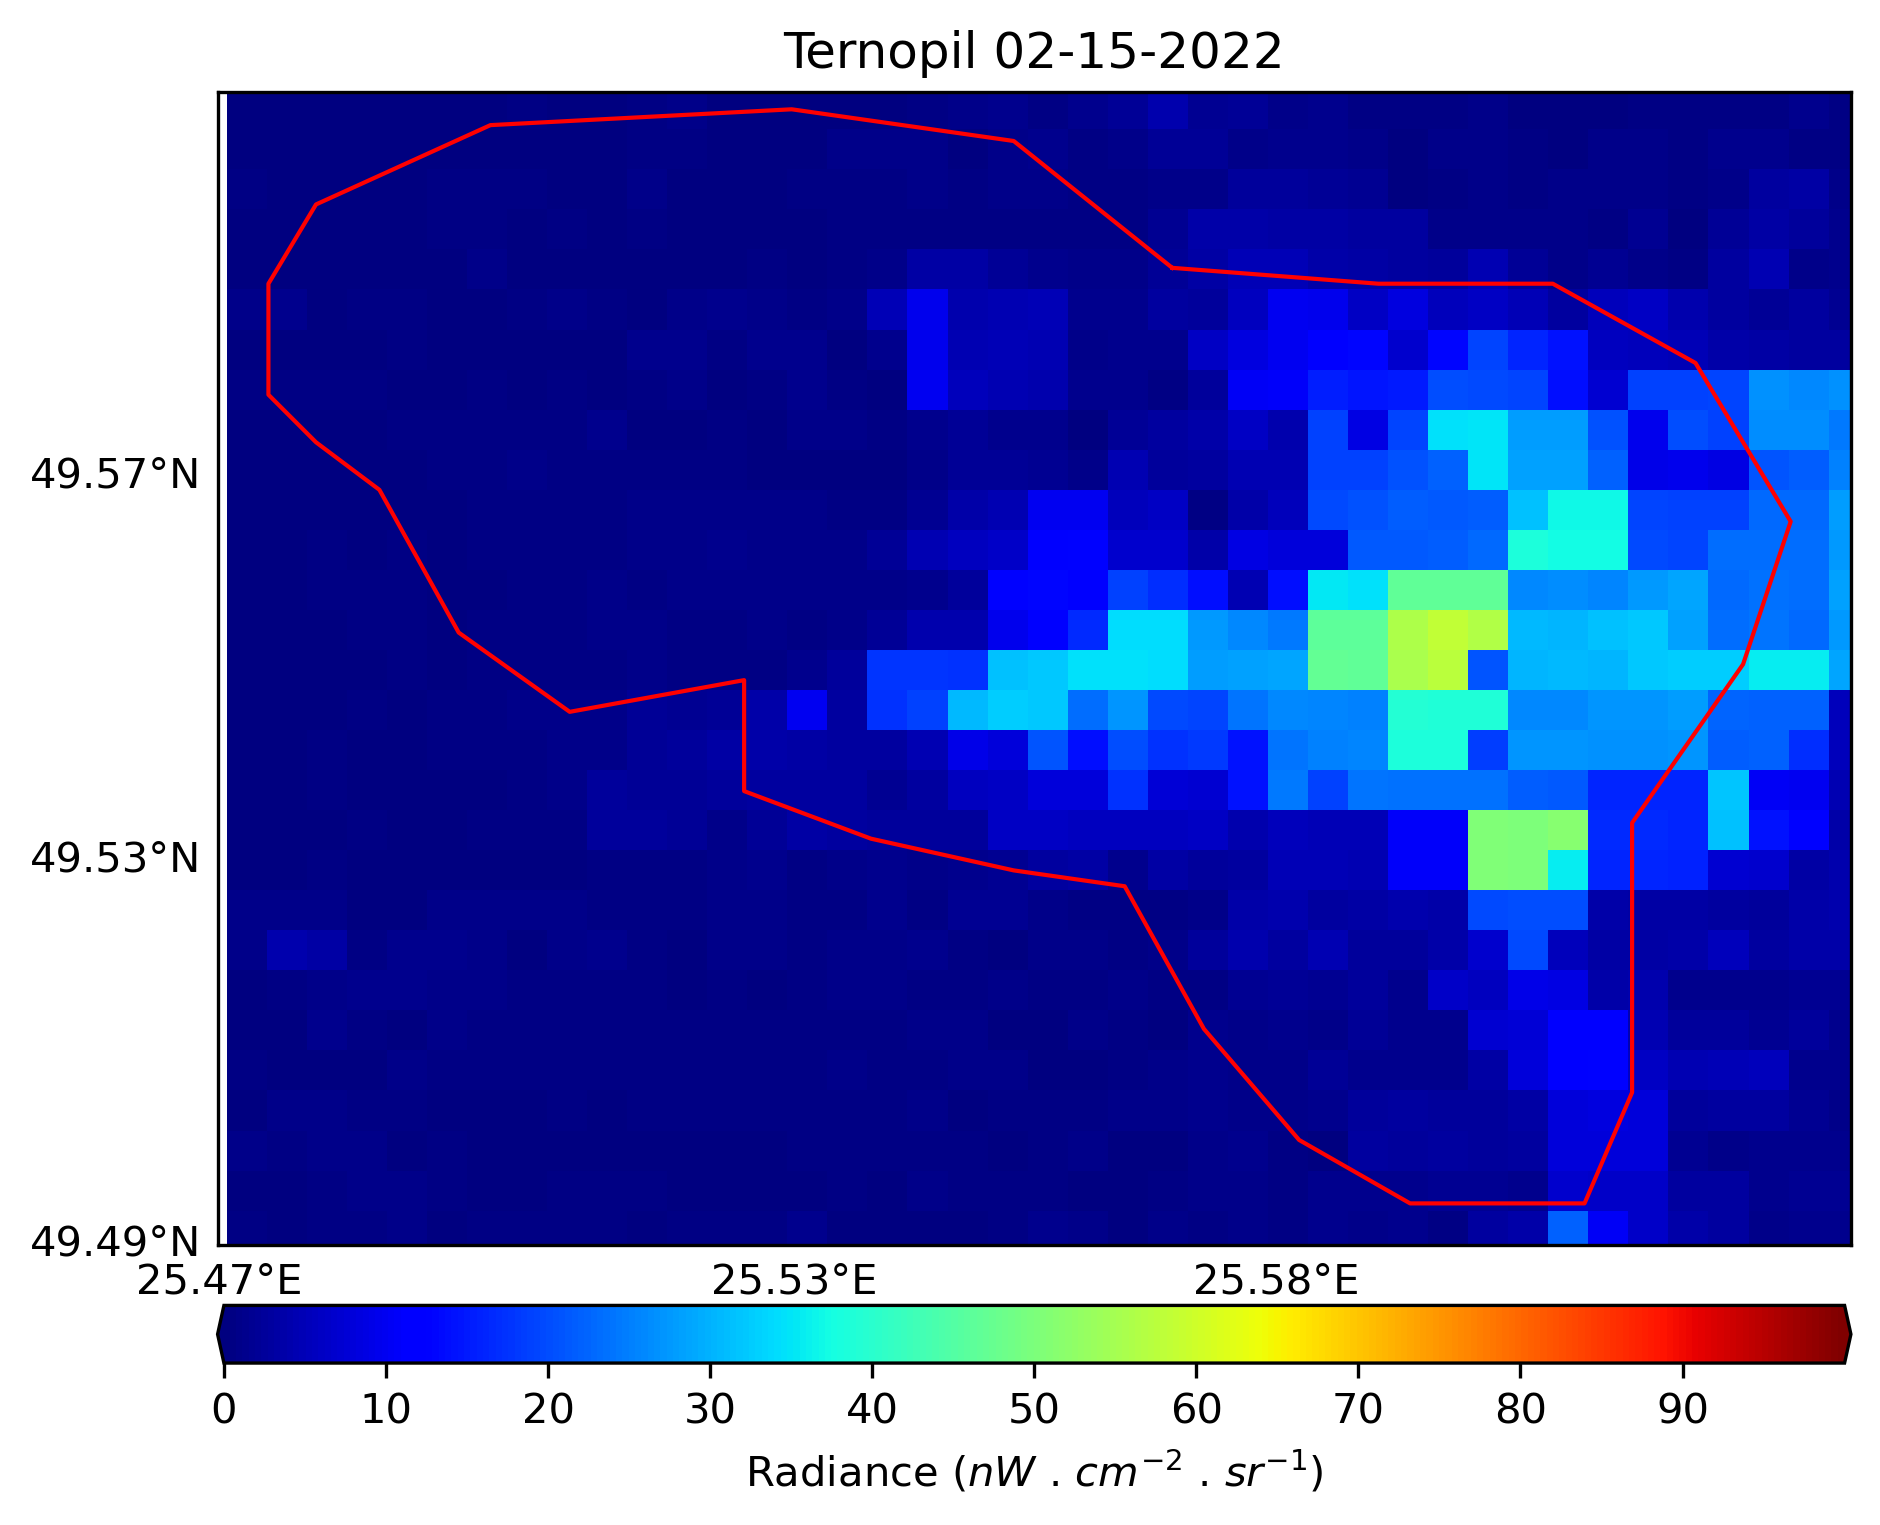 Ternopil 02-15-2022
49.57°N
49.53°N
49.49°N
25.47°E 25.53°E 25.58°E
0 10 20 30 40 50 60 70 80 90
Radiance (nW . cm⁻² . sr⁻¹)